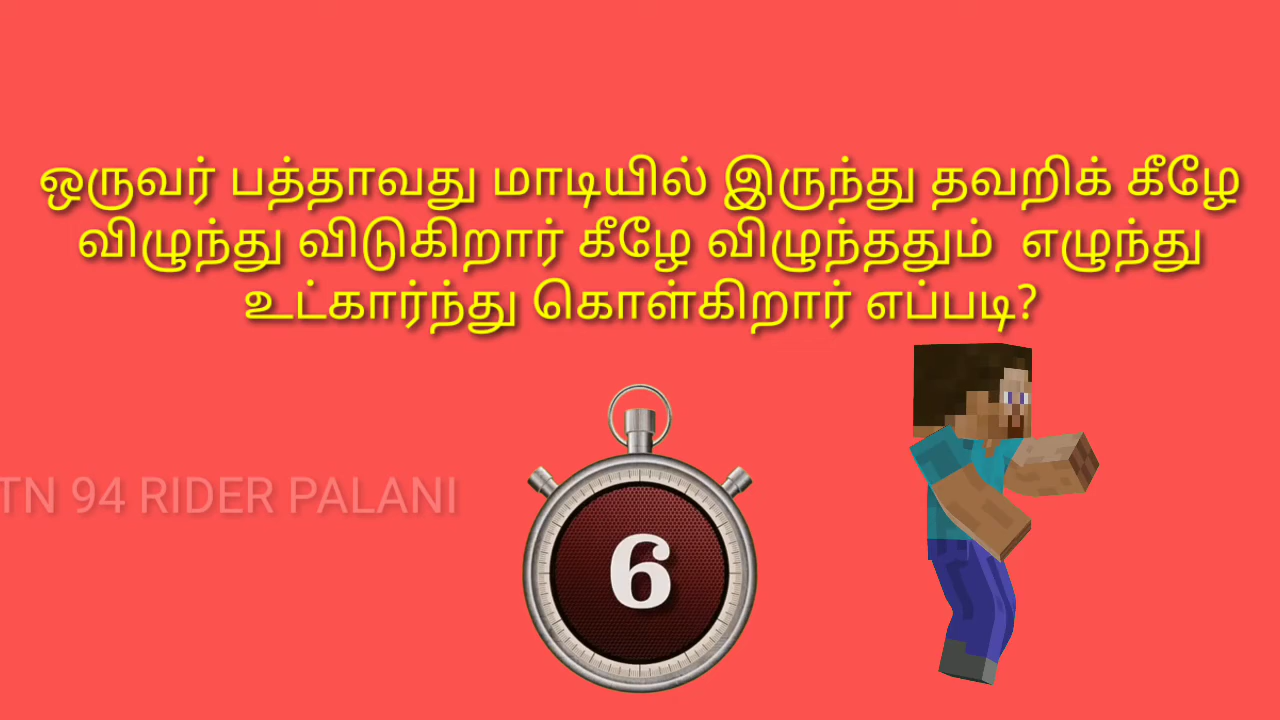 ஒருவர் பத்தாவது மாடியில் இருந்து தவறிக் கீழே
விழுந்து விடுகிறார் கீழே விழுந்ததும் எழுந்து
உட்கார்ந்து கொள்கிறார் எப்படி?
TN 94 RIDER PALANI
6